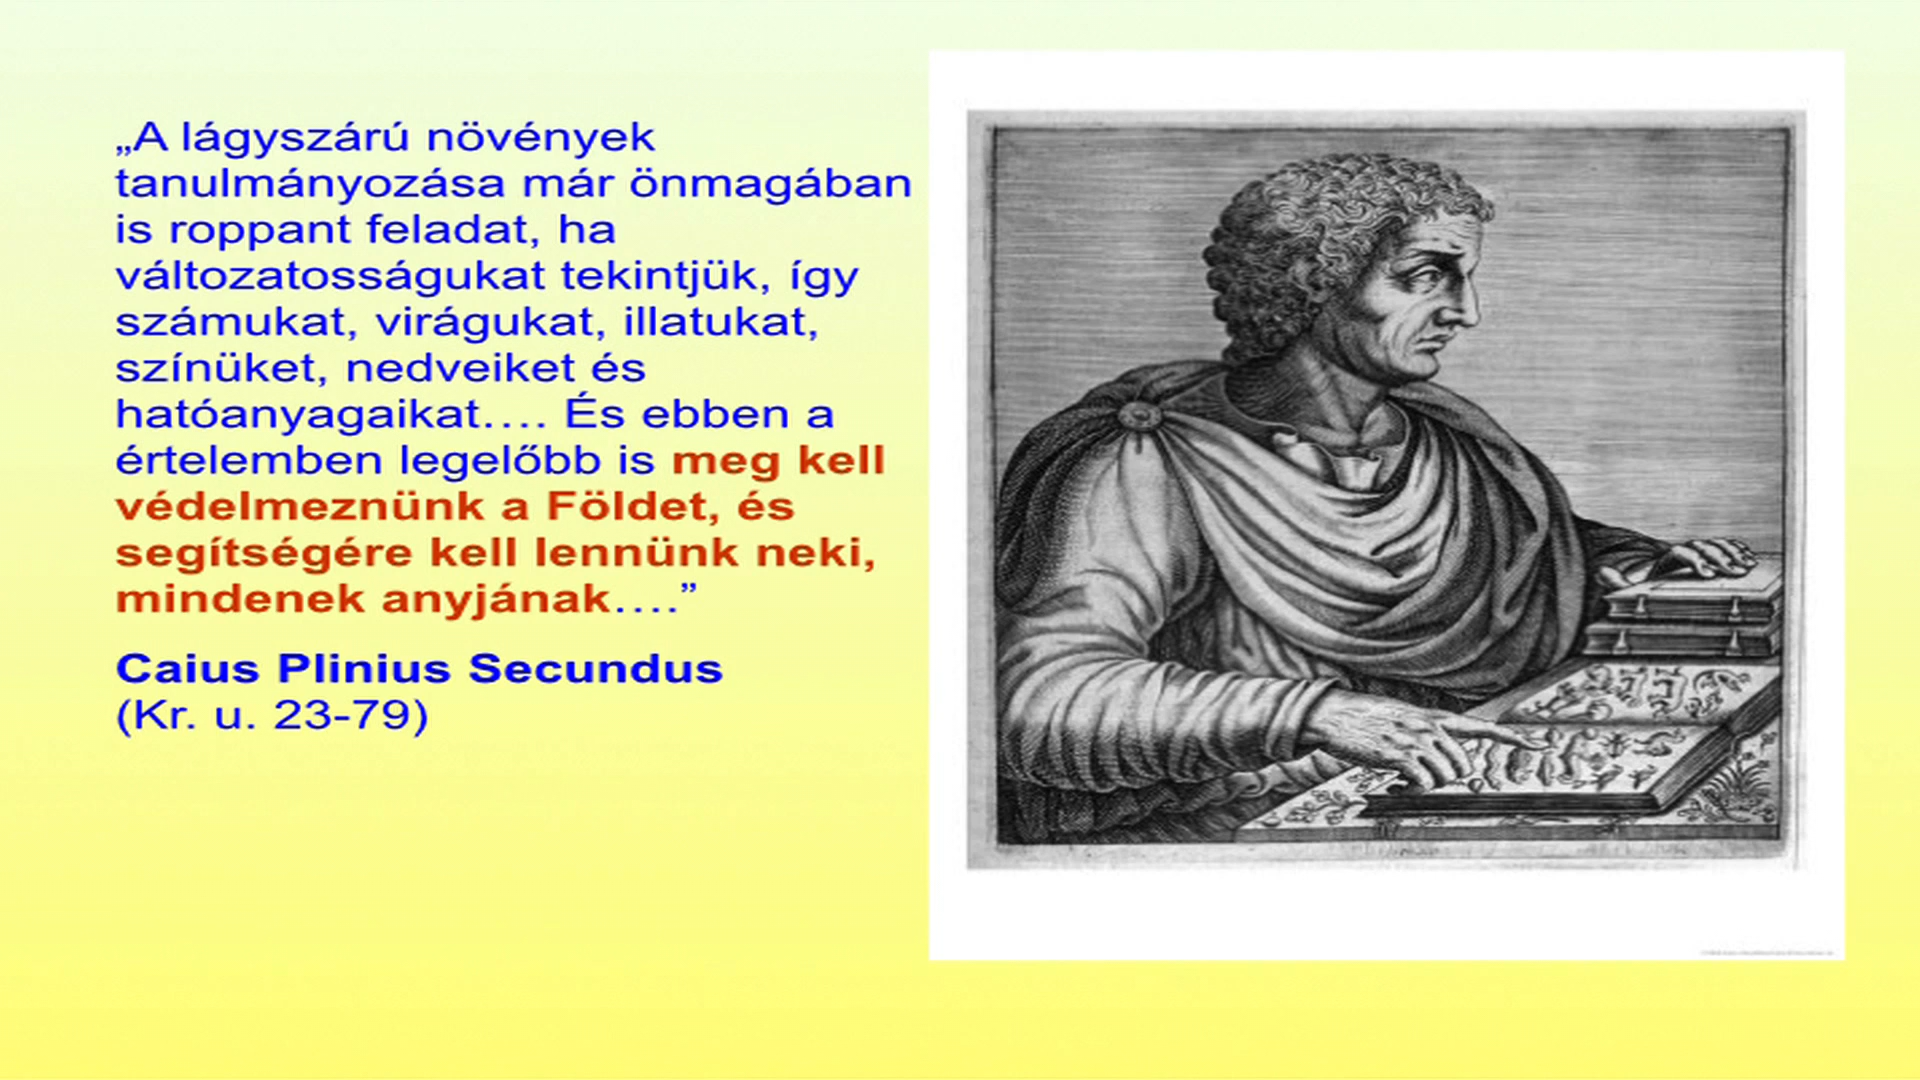 „A lágyszárú növények
tanulmányozása már önmagában
is roppant feladat, ha
változatosságukat tekintjük, így
számukat, virágukat, illatukat,
színüket, nedveiket és
hatóanyagaikat…. És ebben a
értelemben legelőbb is meg kell
védelmeznünk a Földet, és
segítségére kell lennünk neki,
mindenek anyjának….”
Caius Plinius Secundus
(Kr. u. 23-79)